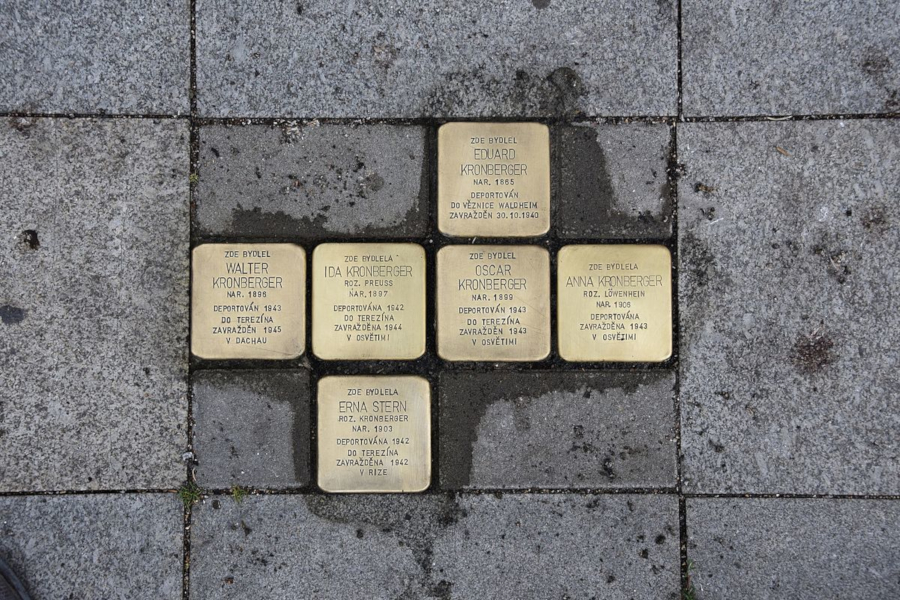 ZDE BYDLEL
EDUARD
KRONBERGER
NAR. 1865
DEPORTOVÁN
DO VĚZNICE WALDHEIM
ZAVRAŽDĚN 30.10.1940
ZDE BYDLEL
WALTER
KRONBERGER
NAR. 1896
DEPORTOVÁN 1943
DO TEREZÍNA
ZAVRAŽDĚN 1945
V DACHAU
ZDE BYDLELA
IDA KRONBERGER
ROZ. PREUSS
NAR. 1897
DEPORTOVÁNA 1942
DO TEREZÍNA
ZAVRAŽDĚNA 1944
V OSVĚTIMI
ZDE BYDLEL
OSCAR
KRONBERGER
NAR. 1899
DEPORTOVÁN 1943
DO TEREZÍNA
ZAVRAŽDĚN 1943
V OSVĚTIMI
ZDE BYDLELA
ANNA KRONBERGER
ROZ. LÖWENHEIN
NAR. 1906
DEPORTOVÁNA
ZAVRAŽDĚNA 1943
V OSVĚTIMI
ZDE BYDLELA
ERNA STERN
ROZ. KRONBERGER
NAR. 1903
DEPORTOVÁNA 1942
DO TEREZÍNA
ZAVRAŽDĚNA 1942
V RIZE